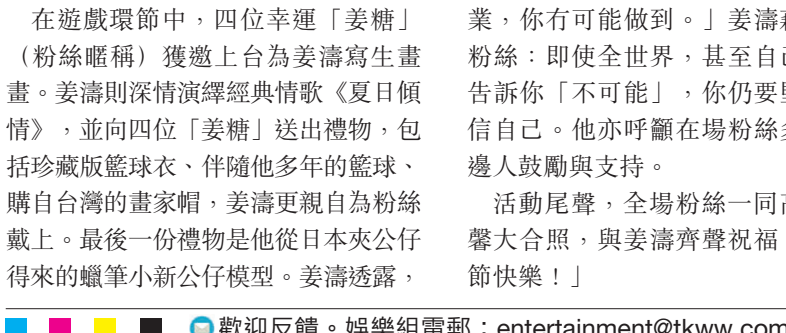 在遊戲環節中，四位幸運「姜糖」
（粉絲暱稱）獲邀上台為姜濤寫生畫
畫。姜濤則深情演繹經典情歌《夏日傾
情》，並向四位「姜糖」送出禮物，包
括珍藏版籃球衣、伴隨他多年的籃球、
購自台灣的畫家帽，姜濤更親自為粉絲
戴上。最後一份禮物是他從日本夾公仔
得來的蠟筆小新公仔模型。姜濤透露，
業，你冇可能做到。」姜濤
粉絲：即使全世界，甚至自
告訴你「不可能」，你仍要
信自己。他亦呼籲在場粉絲
邊人鼓勵與支持。
活動尾聲，全場粉絲一同
馨大合照，與姜濤齊聲祝福
節快樂！」
歡迎反饋。娛樂組電郵：entertainment@tkww.com